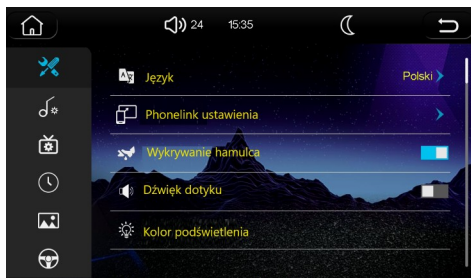 24 15:35
Język Polski
Phonelink ustawienia
Wykrywanie hamulca
Dźwięk dotyku
Kolor podświetlenia